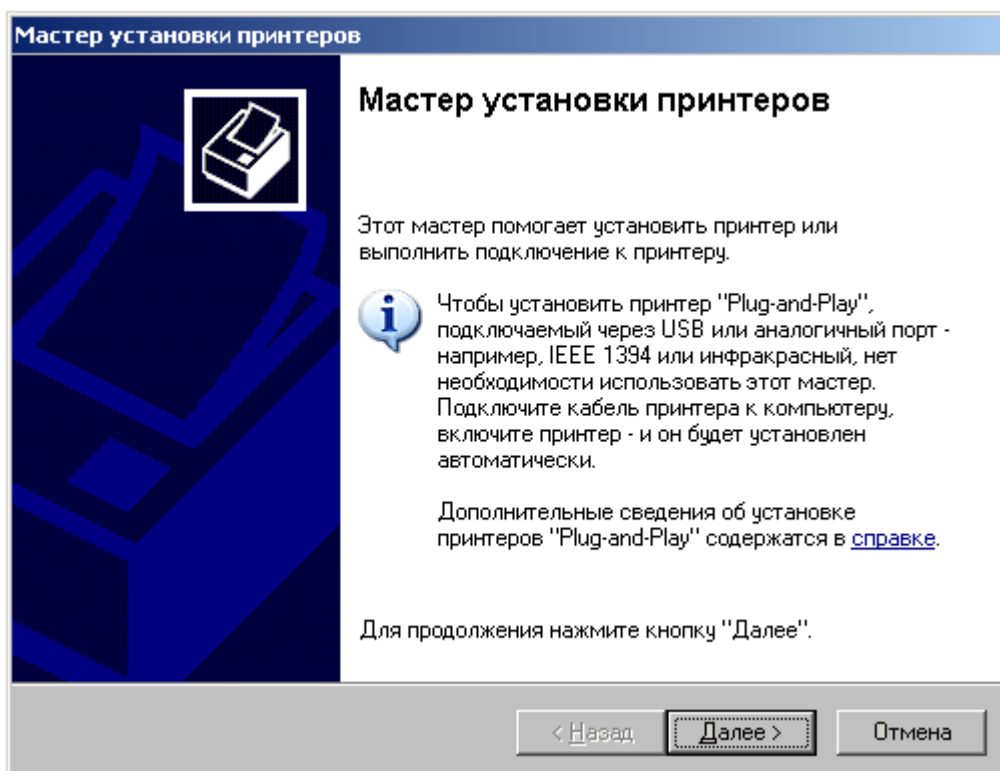 Мастер установки принтеров
Мастер установки принтеров
Этот мастер помогает установить принтер или
выполнить подключение к принтеру.
Чтобы установить принтер "Plug-and-Play",
подключаемый через USB или аналогичный порт -
например, IEEE 1394 или инфракрасный, нет
необходимости использовать этот мастер.
Подключите кабель принтера к компьютеру,
включите принтер - и он будет установлен
автоматически.
Дополнительные сведения об установке
принтеров "Plug-and-Play" содержатся в справке.
Для продолжения нажмите кнопку "Далее".
< Назад Далее > Отмена